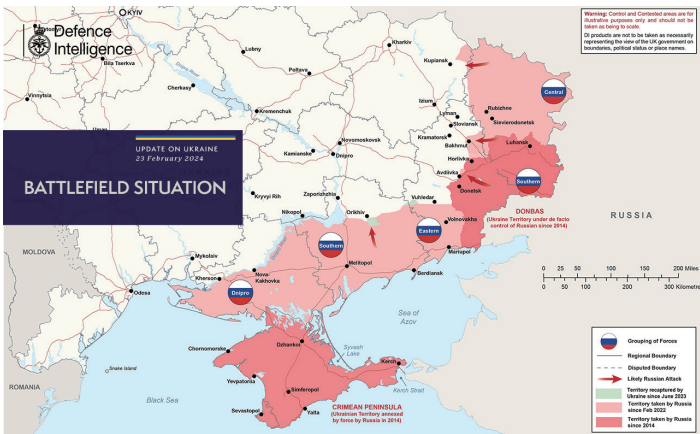 Defence
Intelligence
UPDATE ON UKRAINE
23 February 2024
BATTLEFIELD SITUATION
Warning: Control and Contested areas are for
illustrative purposes only and should not be
taken as being to scale.
DI products are not to be taken as necessarily
representing the view of the UK government on
boundaries, political status or place names.
KYIV
Bila Tserkva
Vinnytsia
Uman
Cherkasy
Lubny
Poltava
Kharkiv
Kupiansk
Kremenchuk
Izium
Lyman
Rubizhne
Sloviansk
Sievierodonetsk
Kramatorsk
Bakhmut
Luhansk
Novomoskovsk
Kamianske
Dnipro
Horlivka
Avdiivka
Donetsk
Central
Southern
DONBAS
(Ukraine Territory under de facto
control of Russian since 2014)
RUSSIA
Kryvyi Rih
Zaporizhzhia
Nikopol
Orikhiv
Vuhledar
Volnovakha
Mariupol
Eastern
Southern
Melitopol
Berdiansk
MOLDOVA
Mykolaiv
Kherson
Nova-
Kakhovka
Dnipro
Odesa
Snake Island
ROMANIA
Black Sea
Sea of
Azov
Syvash
Lake
Chornomorske
Dzhankoi
Yevpatoria
Simferopol
Sevastopol
Yalta
Kerch
Kerch Strait
CRIMEAN PENINSULA
(Ukrainian Territory annexed
by force by Russia in 2014)
0 50 100 150 200 Miles
0 50 100 150 200 300 Kilometres
Grouping of Forces
Regional Boundary
Disputed Boundary
Likely Russian Attack
Territory recaptured by
Ukraine since June 2023
Territory taken by Russia
since Feb 2022
Territory taken by Russia
since 2014